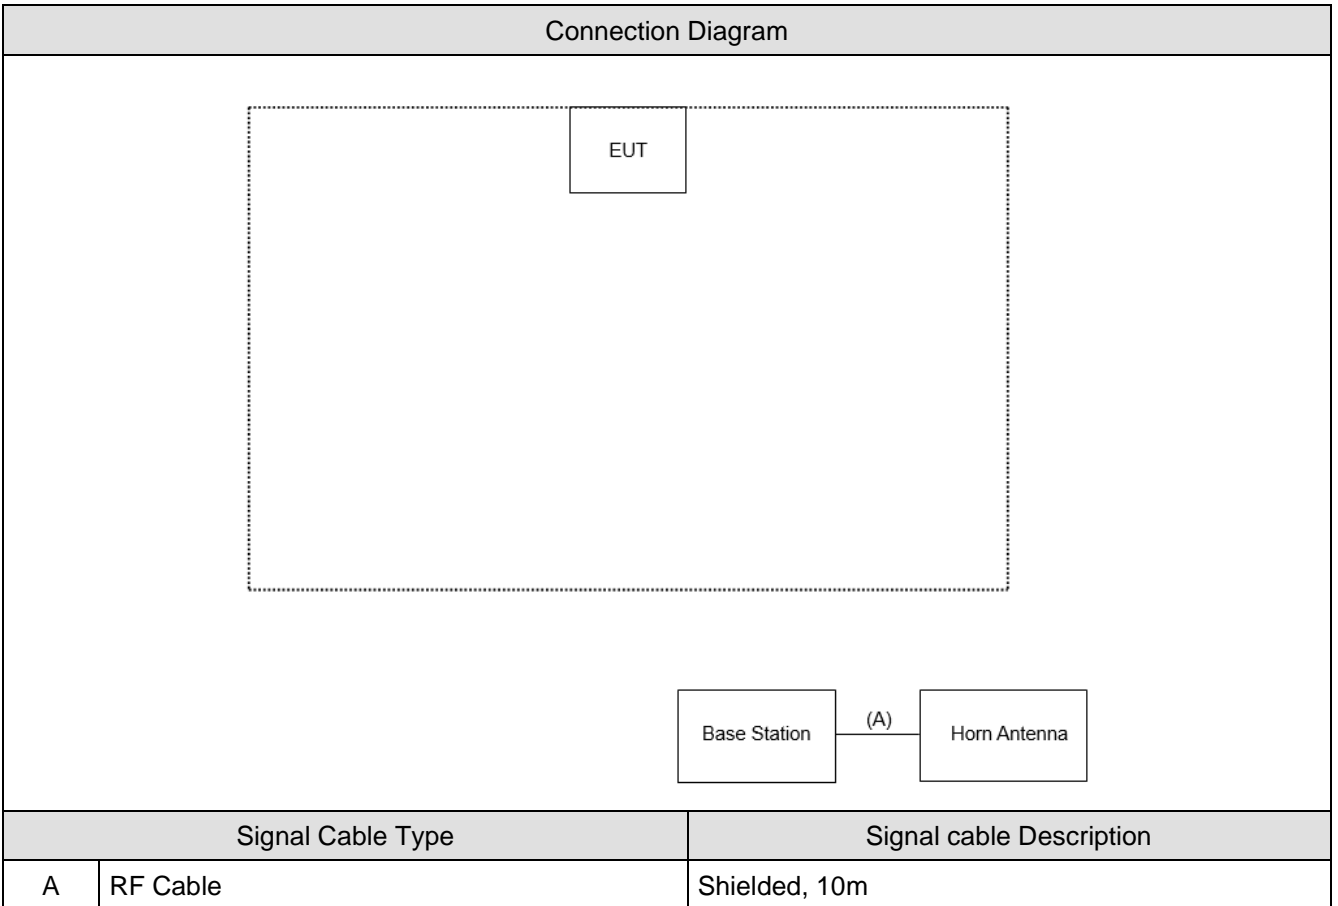 Connection Diagram
EUT
Base Station
(A)
Horn Antenna
Signal Cable Type
Signal cable Description
A
RF Cable
Shielded, 10m